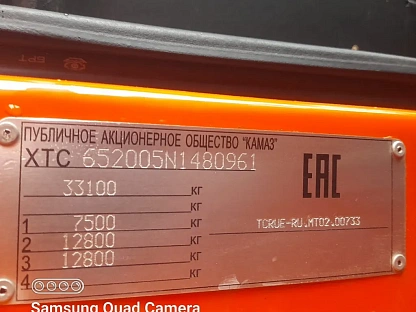 ПУБЛИЧНОЕ АКЦИОНЕРНОЕ ОБЩЕСТВО "КАМАЗ"
XTC 652005N1480961
33100 кг
кг
1 7500 кг
2 12800 кг
3 12800 кг
4 кг
EAC
TCRUE-RU.MT02.00733
Samsung Quad Camera